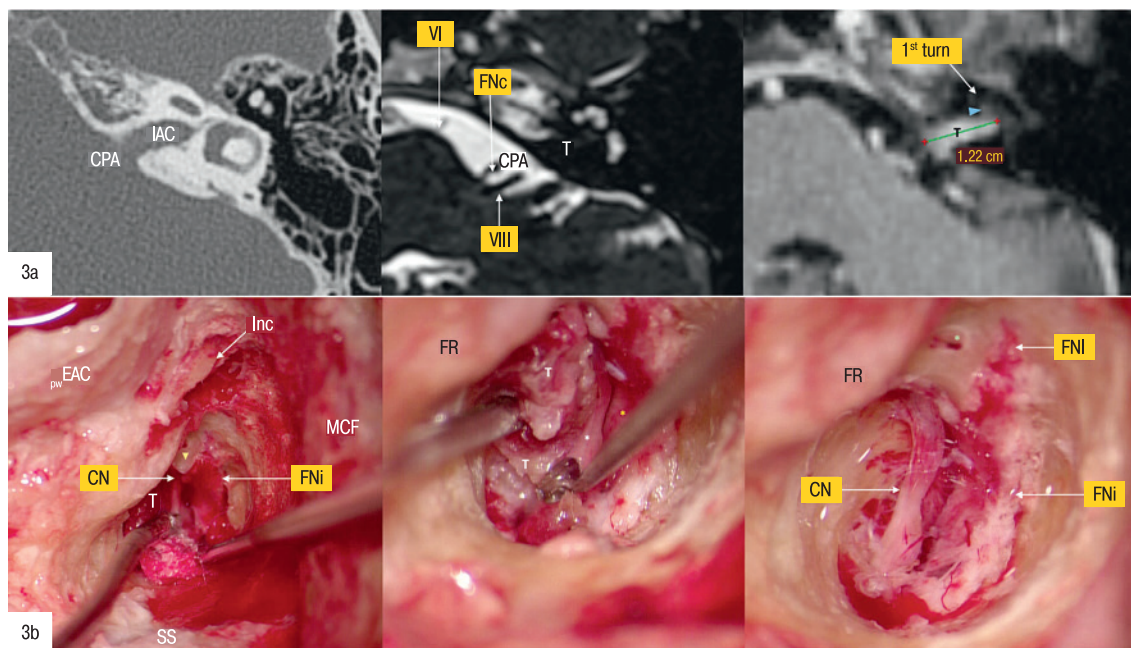 IAC
CPA
3a
VI
FNc
CPA
T
VIII
1st turn
T
1.22 cm
Inc
pwEAC
MCF
CN
FNi
T
SS
3b
FR
T
T
FR
FNl
CN
FNi